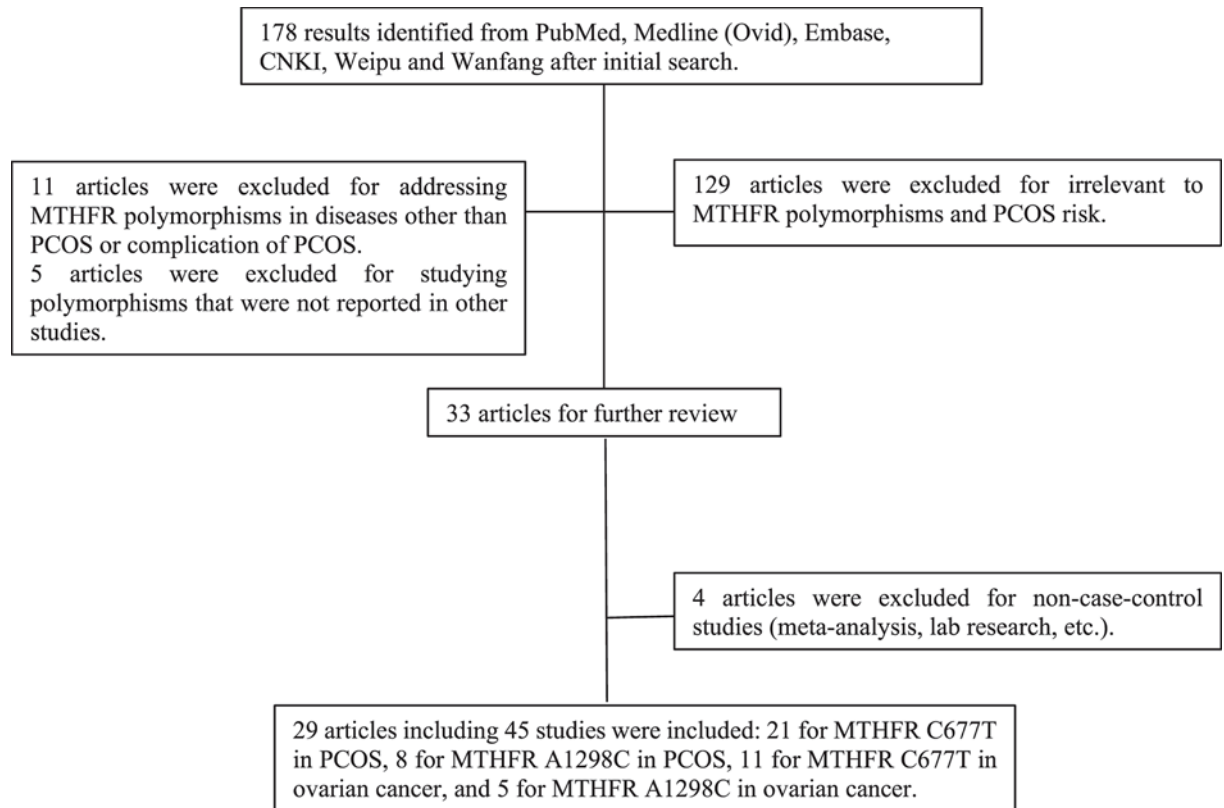 178 results identified from PubMed, Medline (Ovid), Embase,
CNKI, Weipu and Wanfang after initial search.
11 articles were excluded for addressing
MTHFR polymorphisms in diseases other than
PCOS or complication of PCOS.
5 articles were excluded for studying
polymorphisms that were not reported in other
studies.
129 articles were excluded for irrelevant to
MTHFR polymorphisms and PCOS risk.
33 articles for further review
4 articles were excluded for non-case-control
studies (meta-analysis, lab research, etc.).
29 articles including 45 studies were included: 21 for MTHFR C677T
in PCOS, 8 for MTHFR A1298C in PCOS, 11 for MTHFR C677T in
ovarian cancer, and 5 for MTHFR A1298C in ovarian cancer.